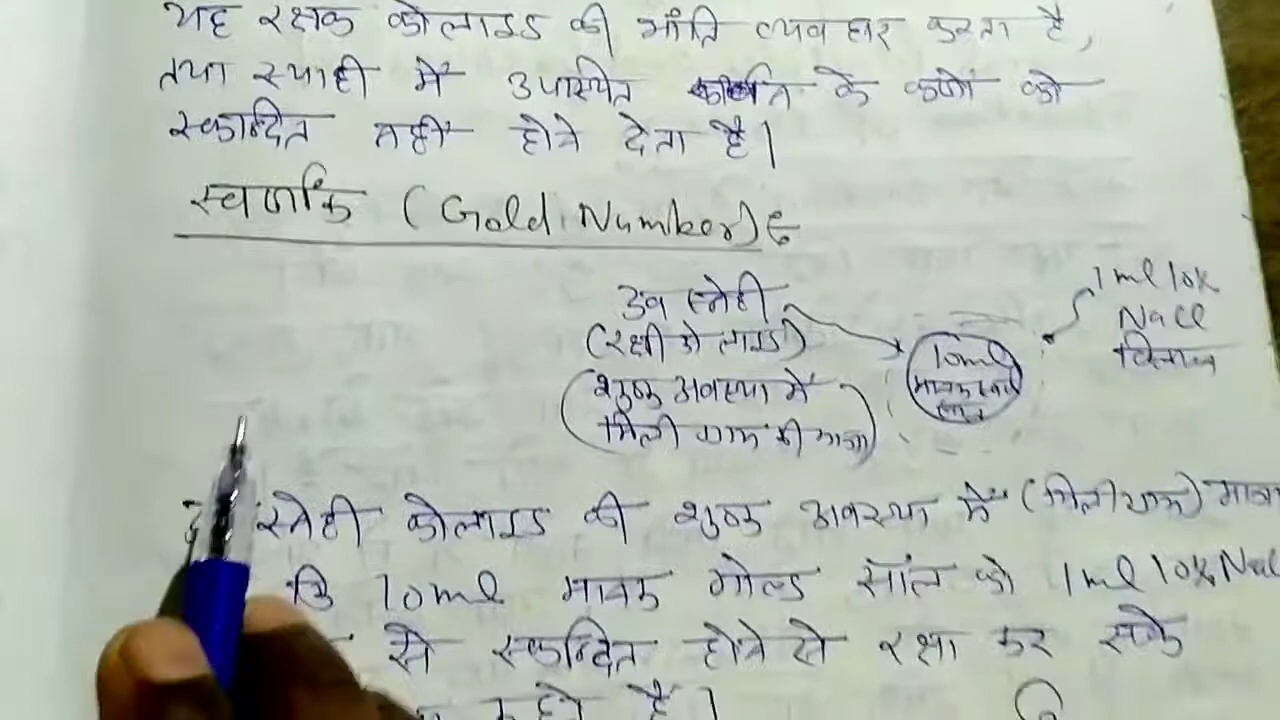 यह रक्षक कोलाइड की भांति व्यवहार करता है,
तथा स्याही में उपस्थित के कणों को
स्कन्दित नहीं होने देता है।
स्वर्णांक (Gold Number) :
द्रव स्नेही
(रक्षी कोलाइड)
(शुष्क अवस्था में
मिली ग्राम की मात्रा)
10ml
मानक
1ml 10%
NaCl
विलयन
स्नेही कोलाइड की शुष्क अवस्था में (मिलीग्राम) मात्रा
कि 10ml मानक गोल्ड सॉल को 1ml 10% NaCl
से स्कन्दित होने से रक्षा कर सके
कहते है।